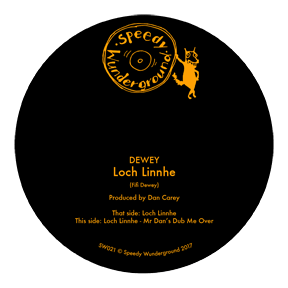 Speedy
Wunderground
DEWEY
Loch Linnhe
(Fifi Dewey)
Produced by Dan Carey
That side: Loch Linnhe
This side: Loch Linnhe - Mr Dan's Dub Me Over
SW021 © Speedy Wunderground 2017